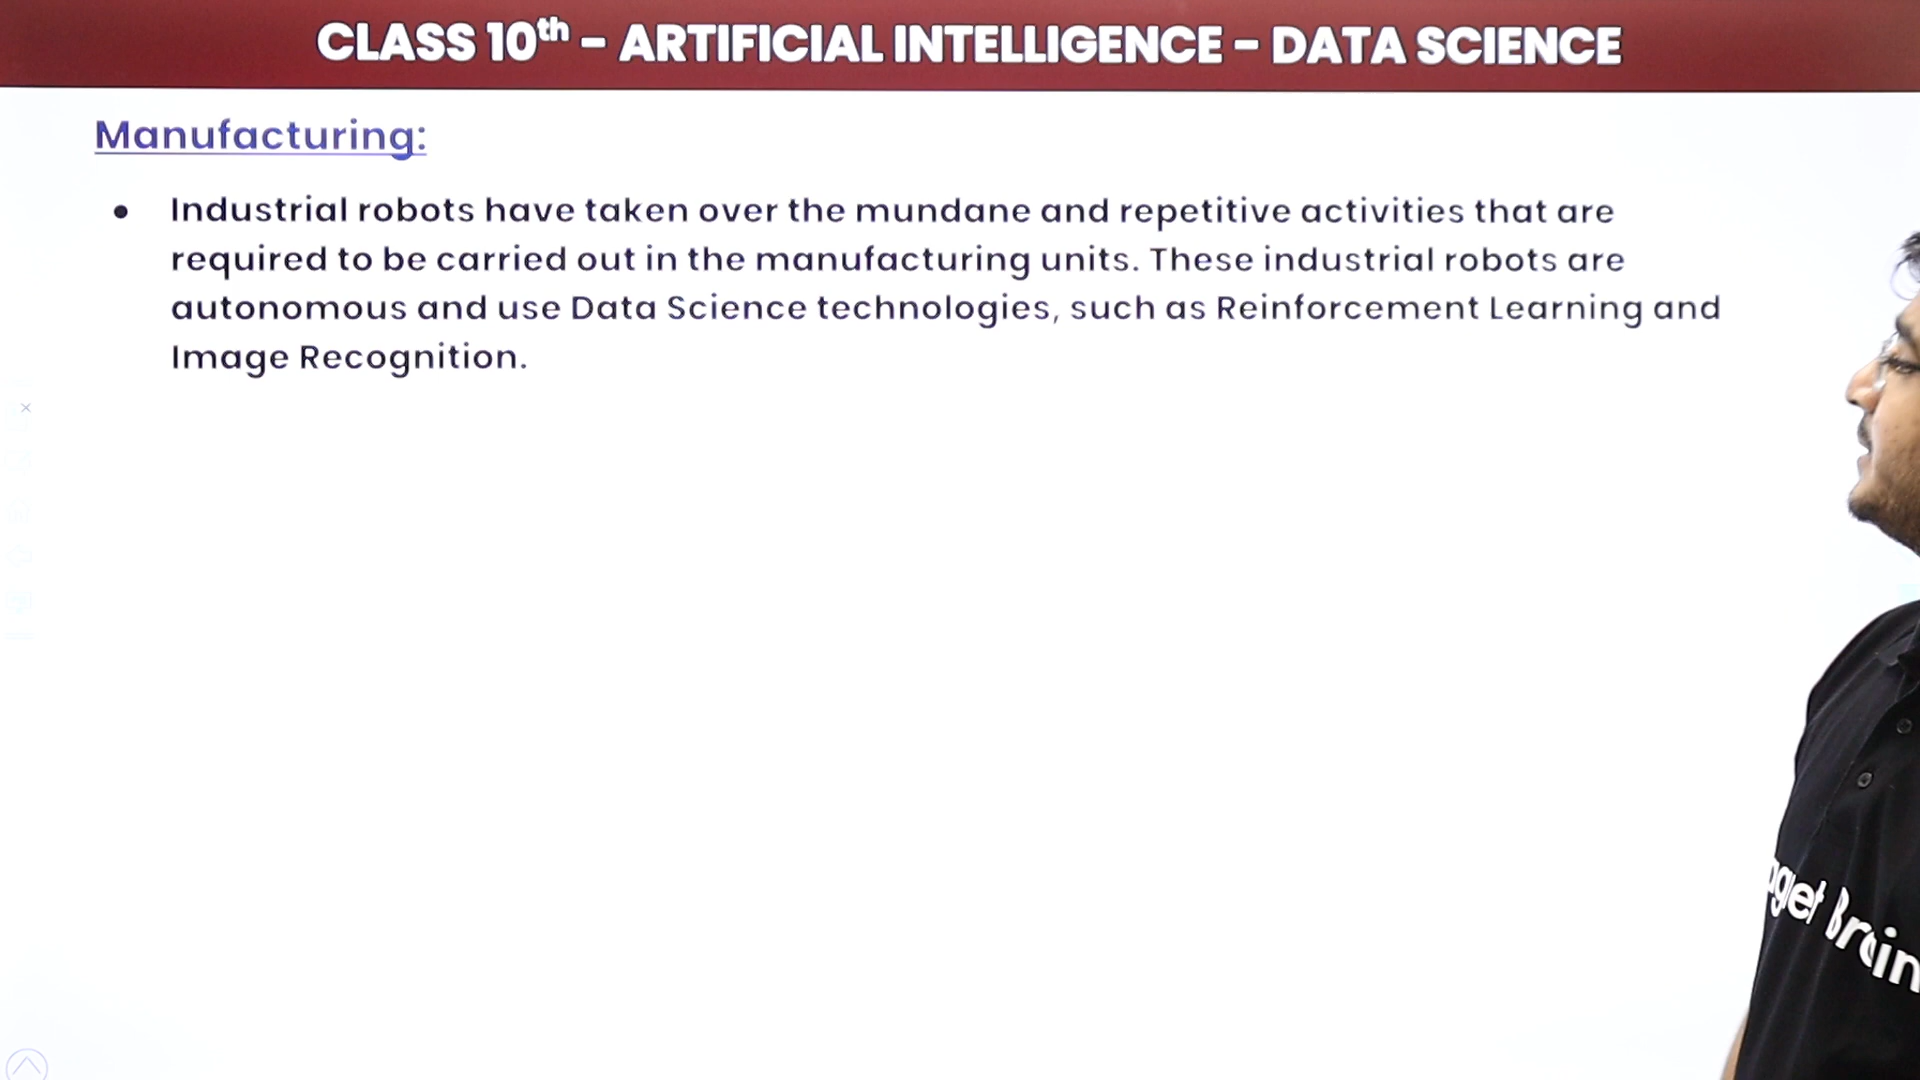 CLASS 10th – ARTIFICIAL INTELLIGENCE – DATA SCIENCE
Manufacturing:
• Industrial robots have taken over the mundane and repetitive activities that are
required to be carried out in the manufacturing units. These industrial robots are
autonomous and use Data Science technologies, such as Reinforcement Learning and
Image Recognition.